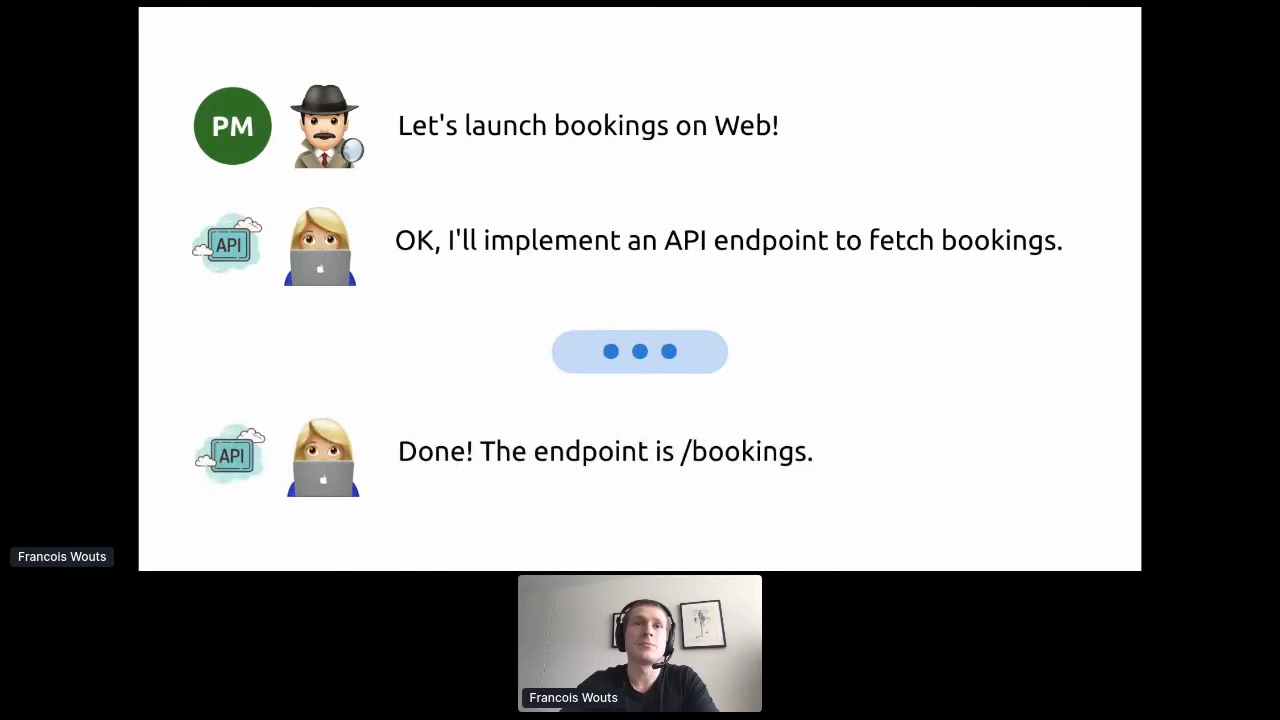 PM
Let's launch bookings on Web!
API
OK, I'll implement an API endpoint to fetch bookings.
API
Done! The endpoint is /bookings.
Francois Wouts
Francois Wouts